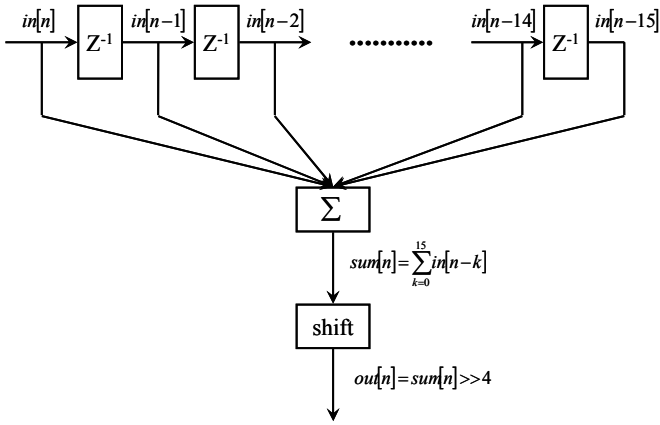 in[n] in[n−1] in[n−2] in[n−14] in[n−15]
Z⁻¹ Z⁻¹ ........... Z⁻¹
Σ
sum[n]=∑_{k=0}^{15} in[n−k]
shift
out[n]=sum[n]>>4